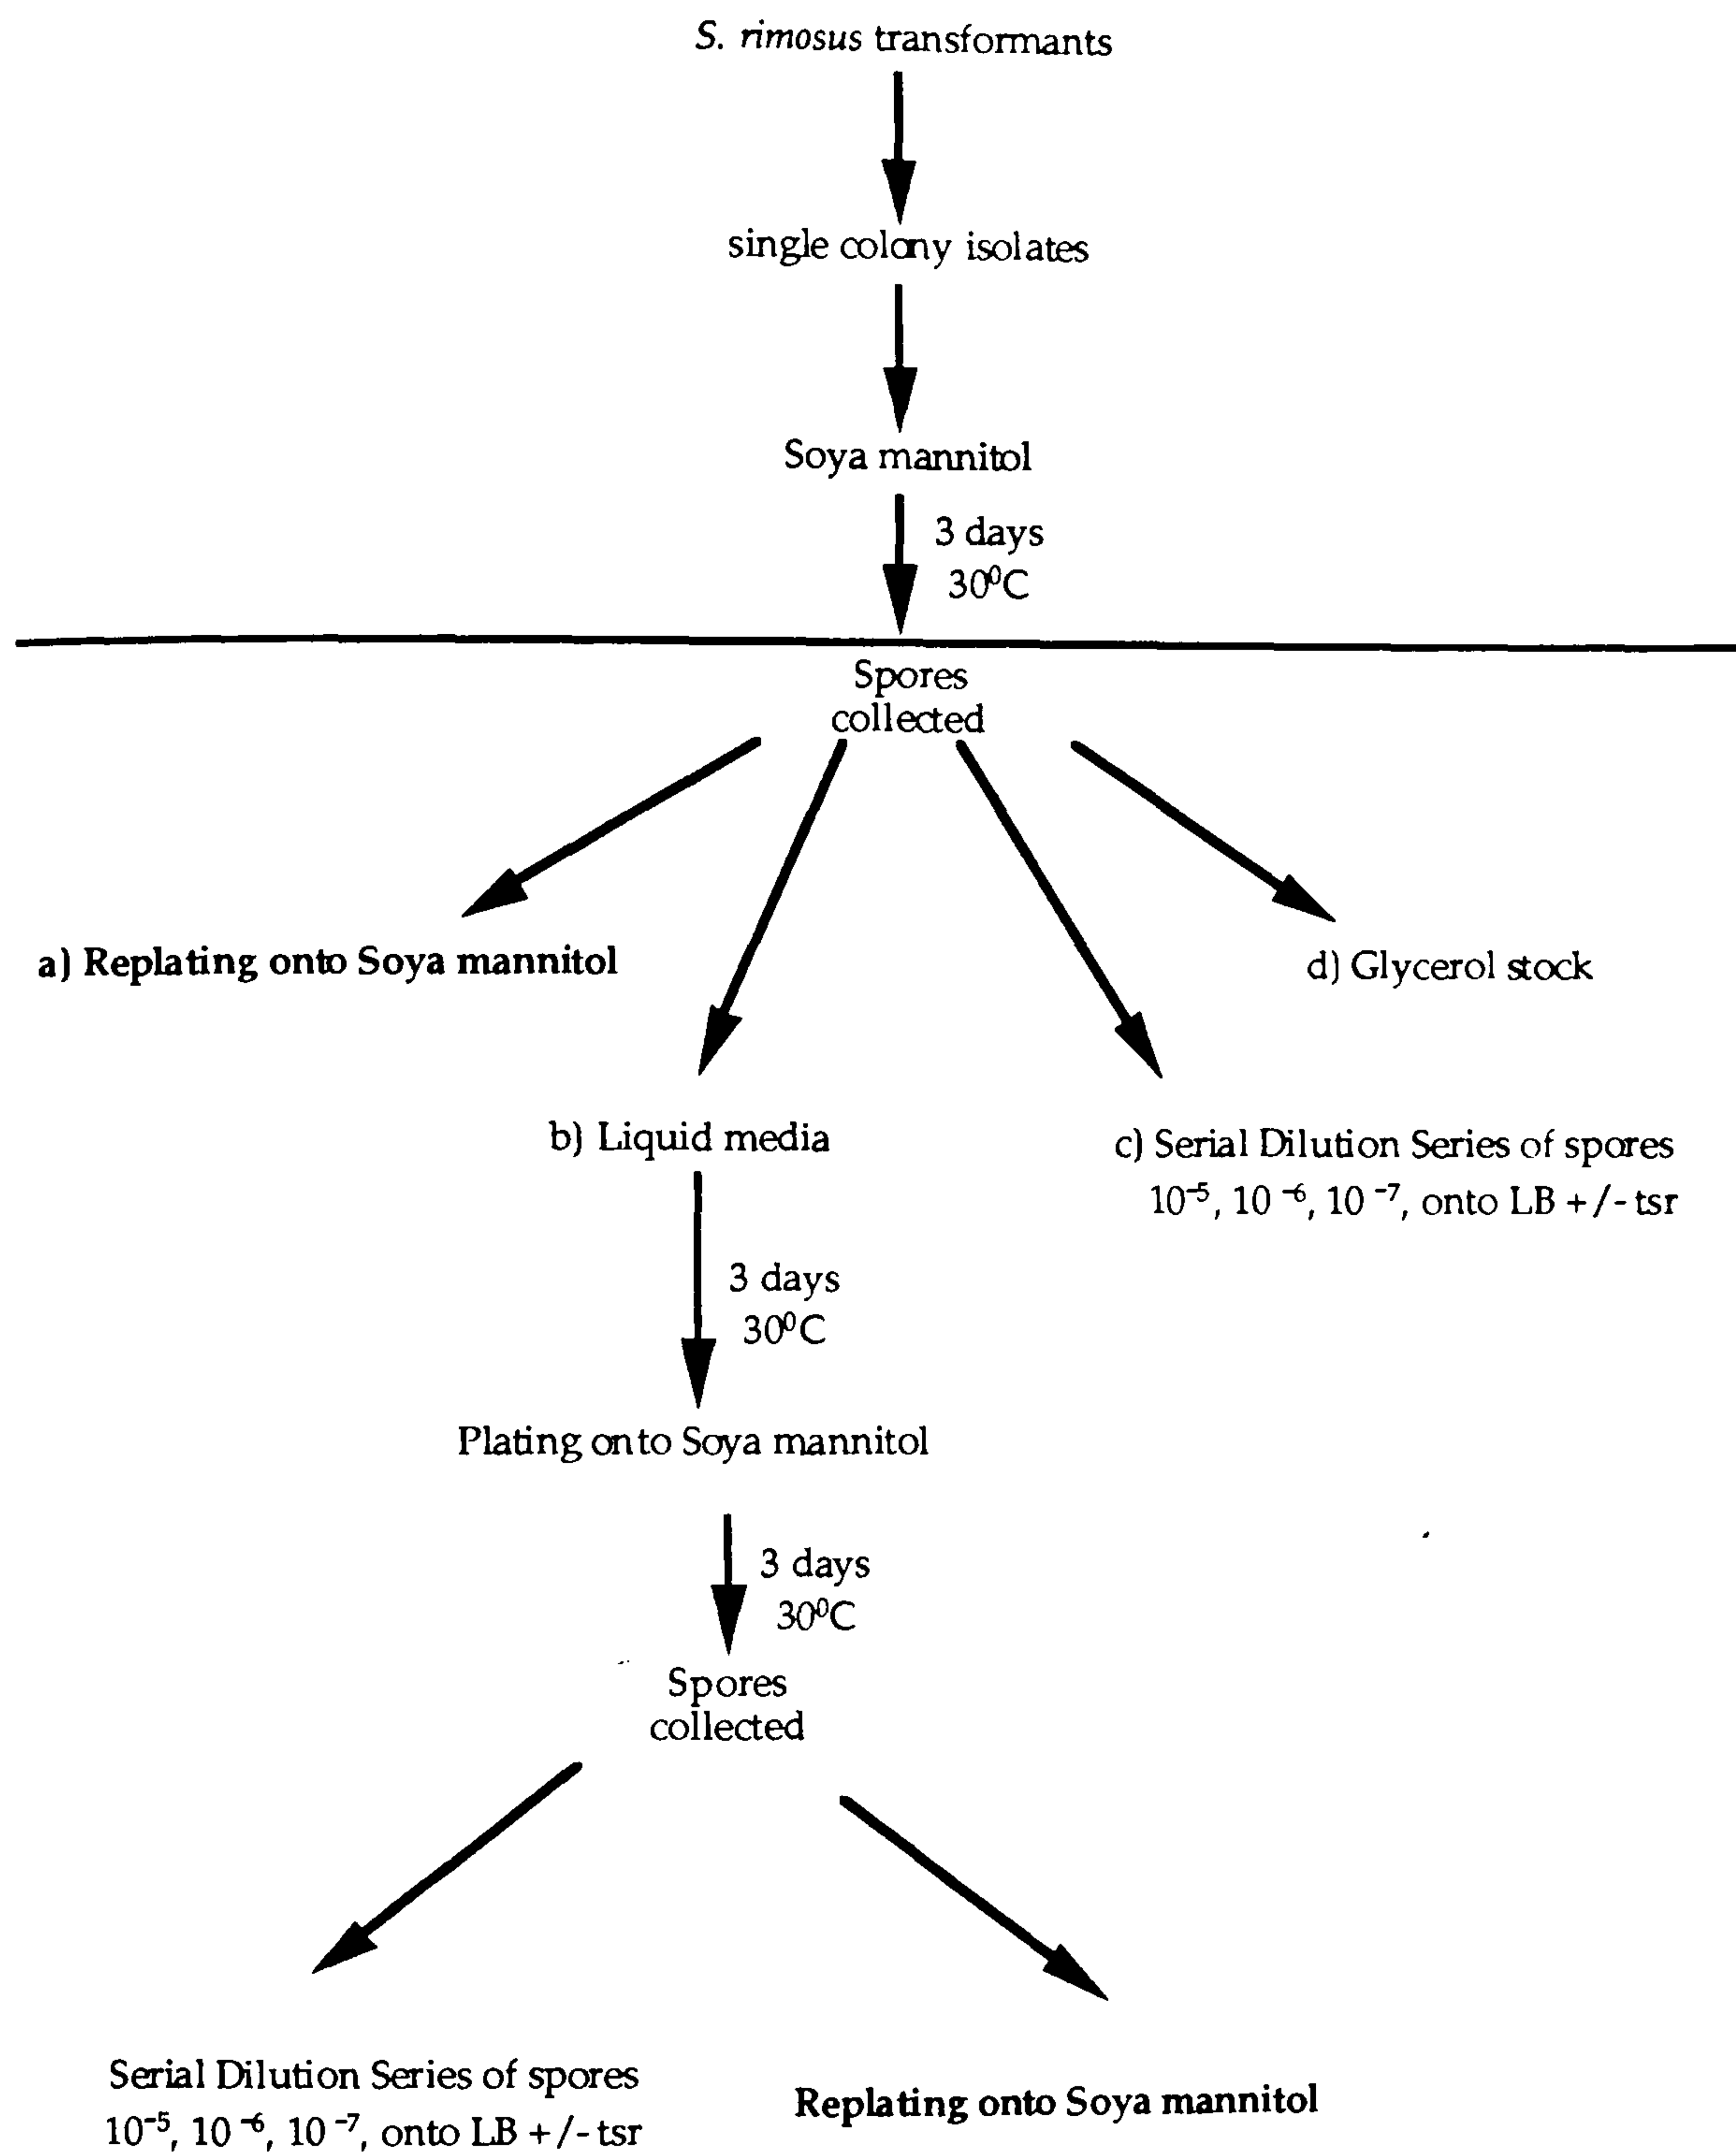 S. rimosus transformants
single colony isolates
Soya mannitol
3 days
30⁰C
Spores
collected
a) Replating onto Soya mannitol
d) Glycerol stock
b) Liquid media
c) Serial Dilution Series of spores
10⁻⁵, 10 ⁻⁶, 10 ⁻⁷, onto LB +/- tsr
3 days
30⁰C
Plating onto Soya mannitol
3 days
30⁰C
Spores
collected
Serial Dilution Series of spores
10⁻⁵, 10 ⁻⁶, 10 ⁻⁷, onto LB +/- tsr
Replating onto Soya mannitol